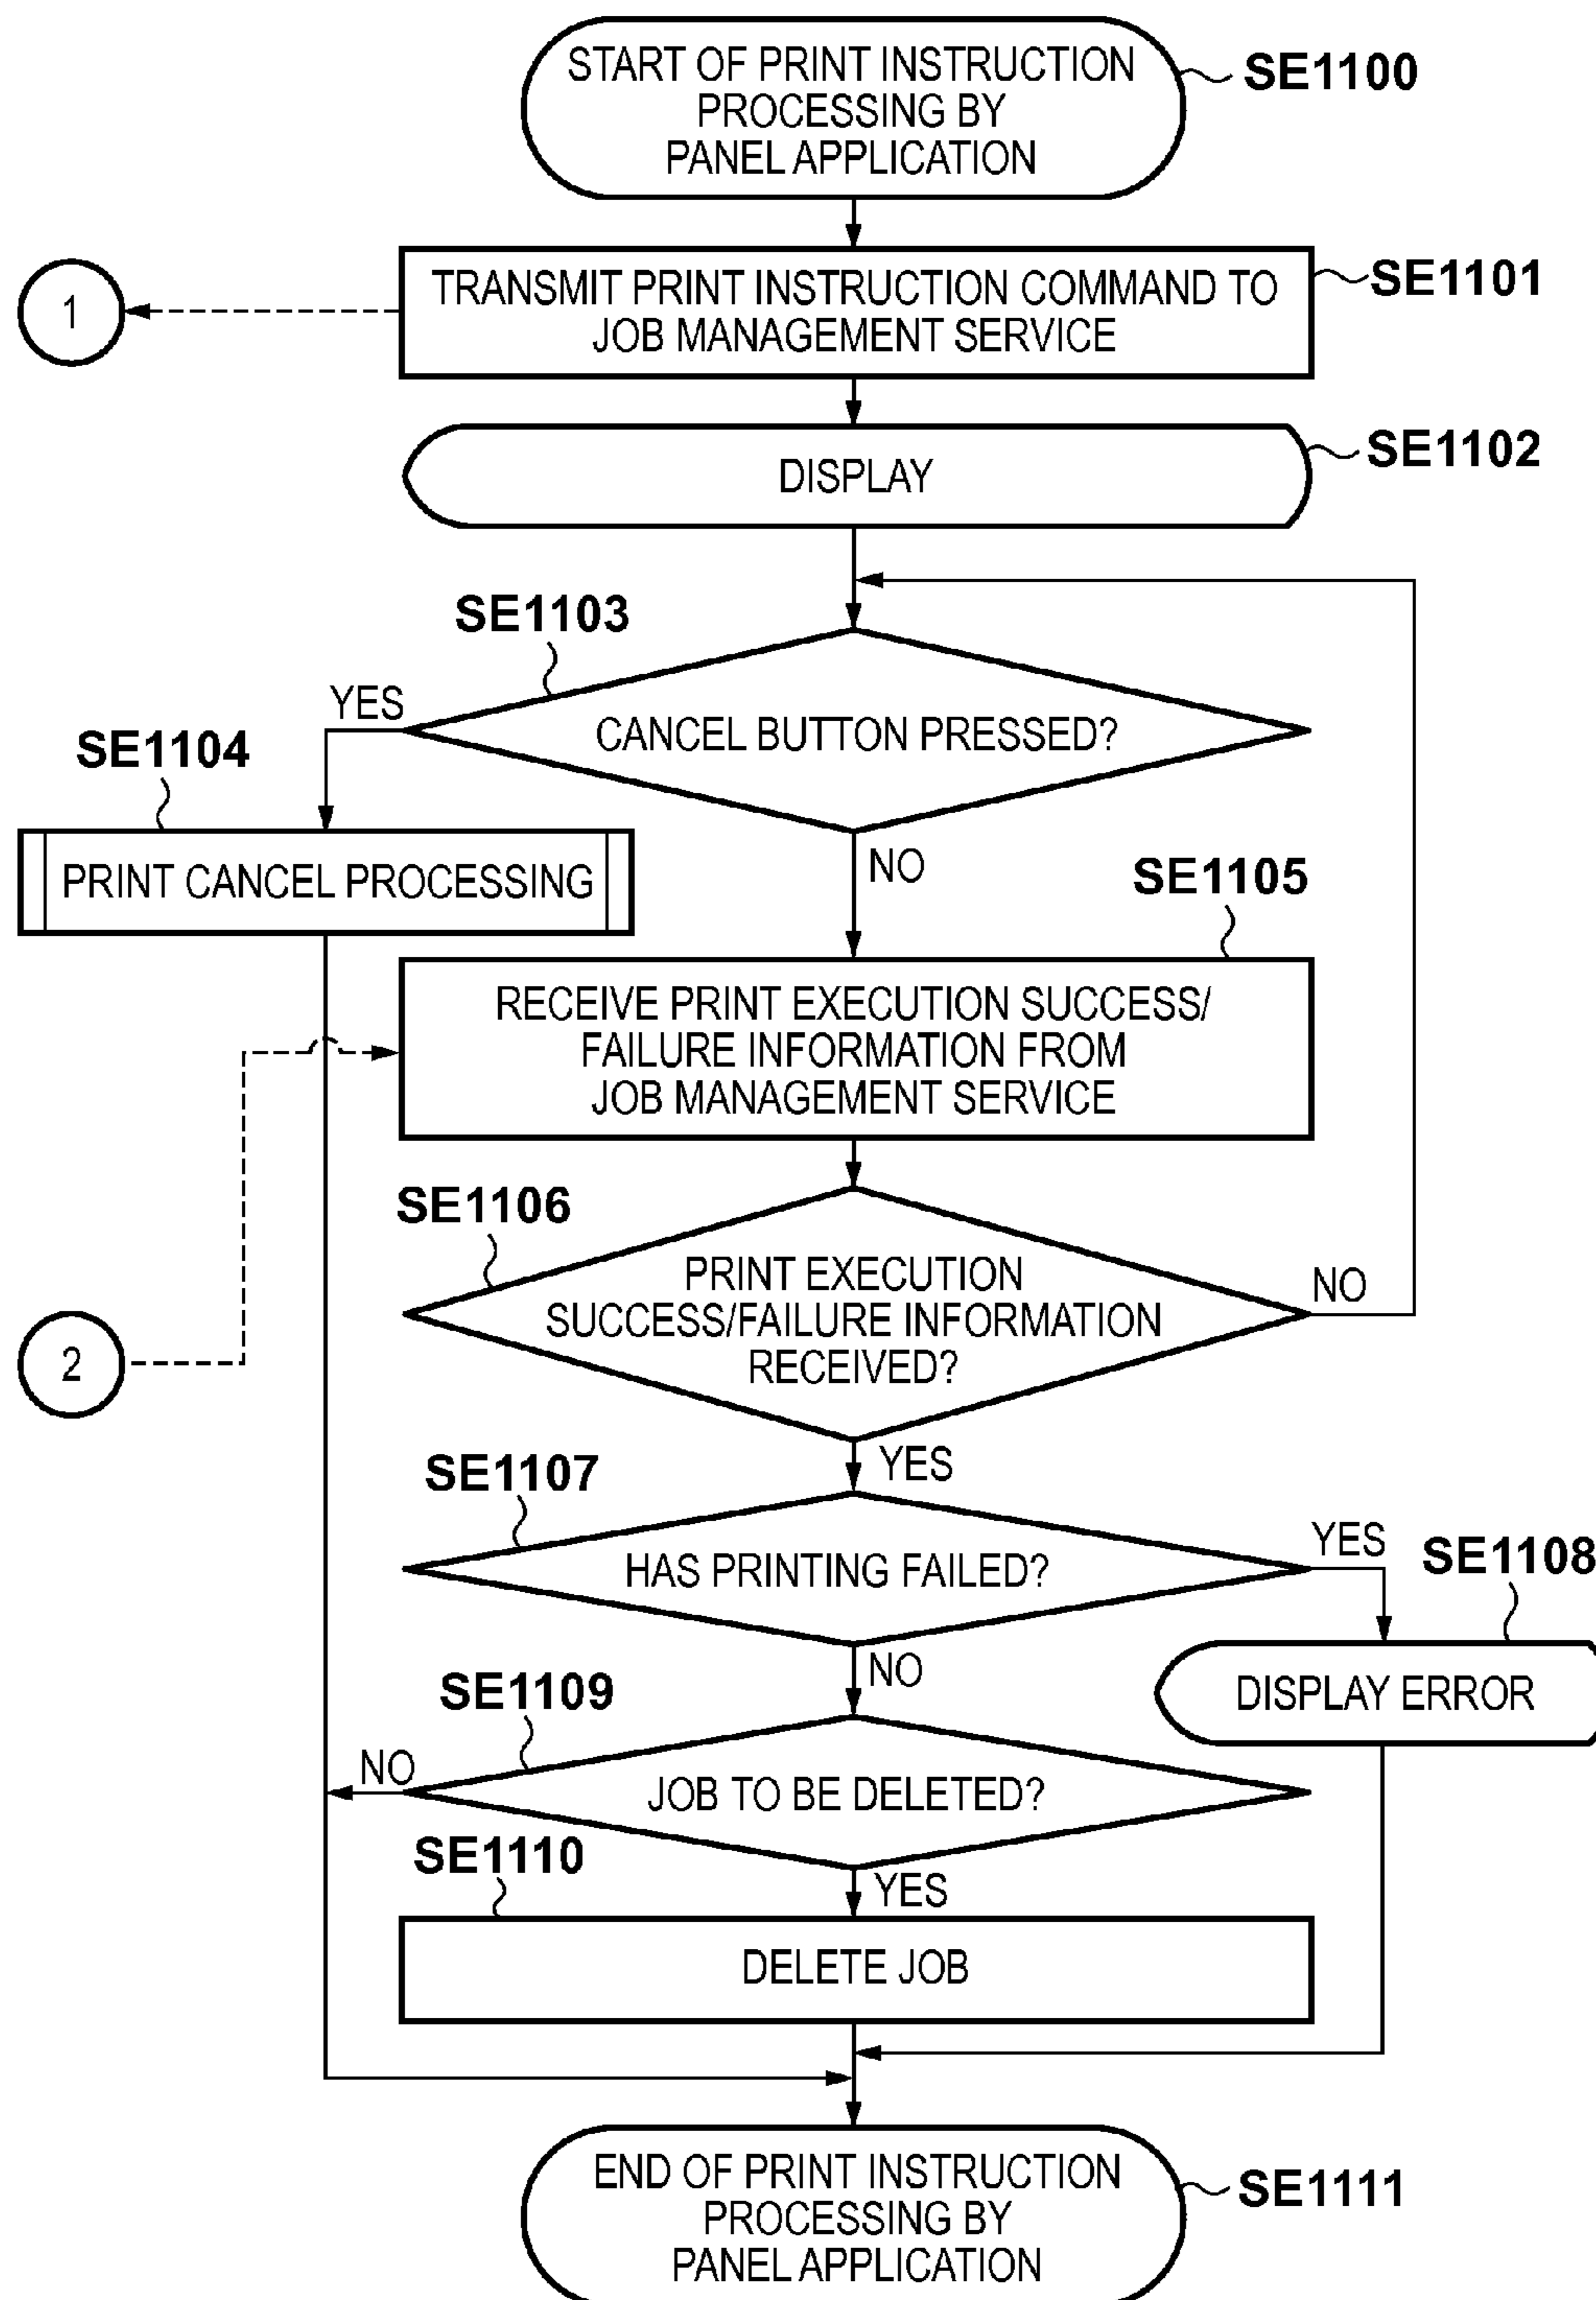 START OF PRINT INSTRUCTION
PROCESSING BY
PANEL APPLICATION
SE1100
1
TRANSMIT PRINT INSTRUCTION COMMAND TO
JOB MANAGEMENT SERVICE
SE1101
DISPLAY
SE1102
SE1103
YES
CANCEL BUTTON PRESSED?
SE1104
PRINT CANCEL PROCESSING
NO
SE1105
RECEIVE PRINT EXECUTION SUCCESS/
FAILURE INFORMATION FROM
JOB MANAGEMENT SERVICE
SE1106
PRINT EXECUTION
SUCCESS/FAILURE INFORMATION
RECEIVED?
NO
2
YES
SE1107
HAS PRINTING FAILED?
YES
SE1108
DISPLAY ERROR
NO
SE1109
NO
JOB TO BE DELETED?
SE1110
YES
DELETE JOB
END OF PRINT INSTRUCTION
PROCESSING BY
PANEL APPLICATION
SE1111